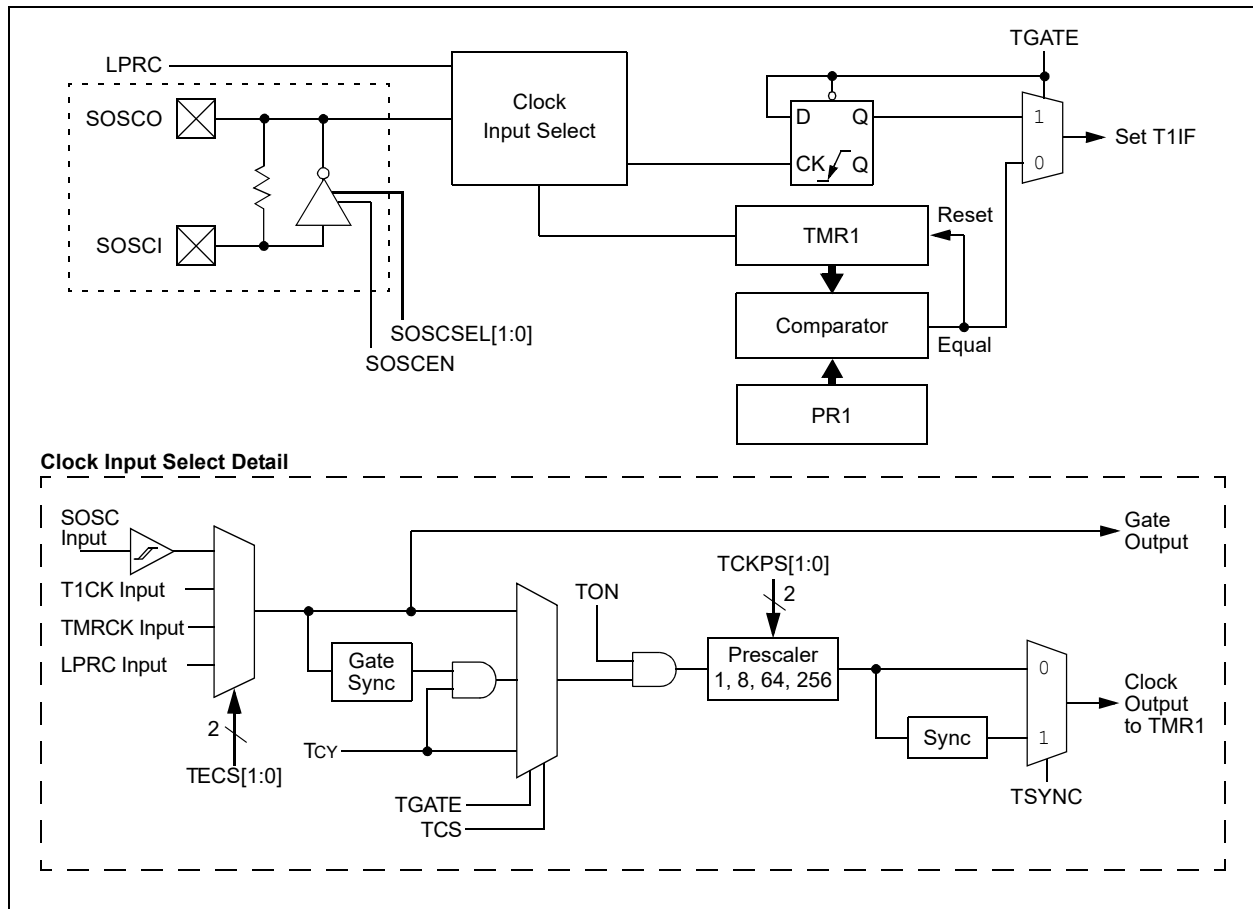 TGATE
LPRC
SOSCO
Clock
Input Select
D Q
CK Q
1
0
Set T1IF
SOSCI
TMR1
Reset
SOSCSEL[1:0]
SOSCEN
Comparator
Equal
PR1
Clock Input Select Detail
SOSC
Input
T1CK Input
TMRCK Input
LPRC Input
2
TECS[1:0]
Gate
Sync
TCY
TGATE
TCS
TON
TCKPS[1:0]
2
Prescaler
1, 8, 64, 256
Sync
0
1
TSYNC
Gate
Output
Clock
Output
to TMR1